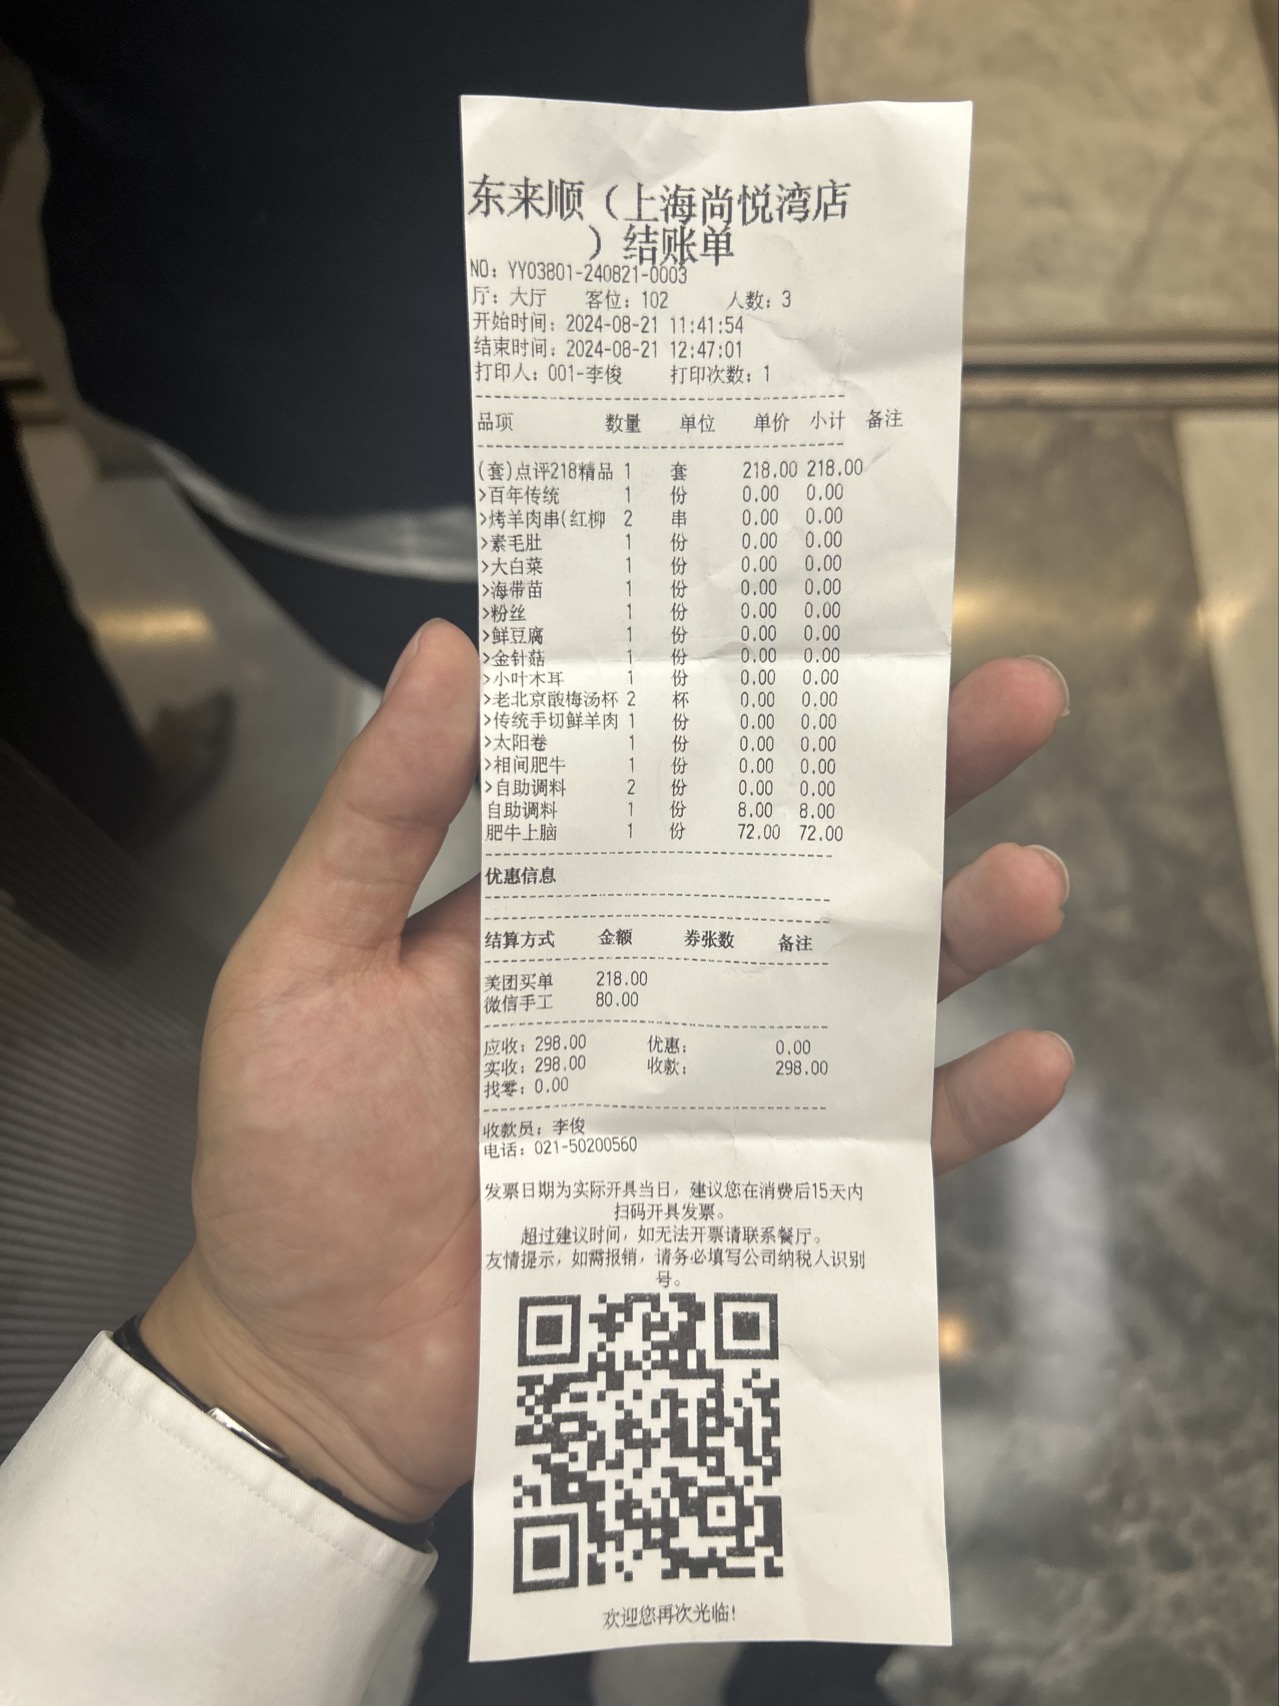 东来顺（上海尚悦湾店
）结账单
NO: YY03801-240821-0003
厅: 大厅 客位: 102 人数: 3
开始时间: 2024-08-21 11:41:54
结束时间: 2024-08-21 12:47:01
打印人: 001-李俊 打印次数: 1
品项 数量 单位 单价 小计 备注
(套)点评218精品 1 套 218.00 218.00
>百年传统 1 份 0.00 0.00
>烤羊肉串(红柳 2 串 0.00 0.00
>素毛肚 1 份 0.00 0.00
>大白菜 1 份 0.00 0.00
>海带苗 1 份 0.00 0.00
>粉丝 1 份 0.00 0.00
>鲜豆腐 1 份 0.00 0.00
>金针菇 1 份 0.00 0.00
>小叶木耳 1 份 0.00 0.00
>老北京酸梅汤杯 2 杯 0.00 0.00
>传统手切鲜羊肉 1 份 0.00 0.00
>太阳卷 1 份 0.00 0.00
>相间肥牛 1 份 0.00 0.00
>自助调料 2 份 0.00 0.00
自助调料 1 份 8.00 8.00
肥牛上脑 1 份 72.00 72.00
优惠信息
结算方式 金额 券张数 备注
美团买单 218.00
微信手工 80.00
应收: 298.00 优惠: 0.00
实收: 298.00 收款: 298.00
找零: 0.00
收款员: 李俊
电话: 021-50200560
发票日期为实际开具当日，建议您在消费后15天内
扫码开具发票。
超过建议时间，如无法开票请联系餐厅。
友情提示，如需报销，请务必填写公司纳税人识别
号。
欢迎您再次光临!